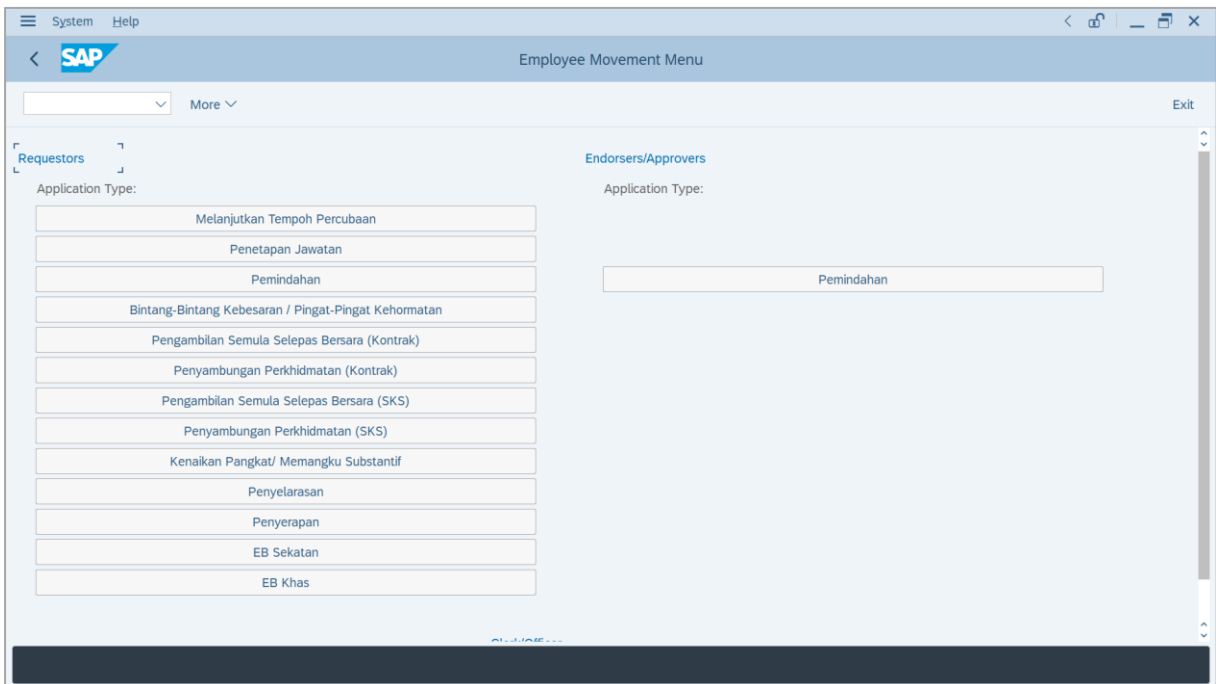 System Help
SAP
Employee Movement Menu
More
Exit
Requestors
Application Type:
Melanjutkan Tempoh Percubaan
Penetapan Jawatan
Pemindahan
Bintang-Bintang Kebesaran / Pingat-Pingat Kehormatan
Pengambilan Semula Selepas Bersara (Kontrak)
Penyambungan Perkhidmatan (Kontrak)
Pengambilan Semula Selepas Bersara (SKS)
Penyambungan Perkhidmatan (SKS)
Kenaikan Pangkat/ Memangku Substantif
Penyelarasan
Penyerapan
EB Sekatan
EB Khas
Endorsers/Approvers
Application Type:
Pemindahan